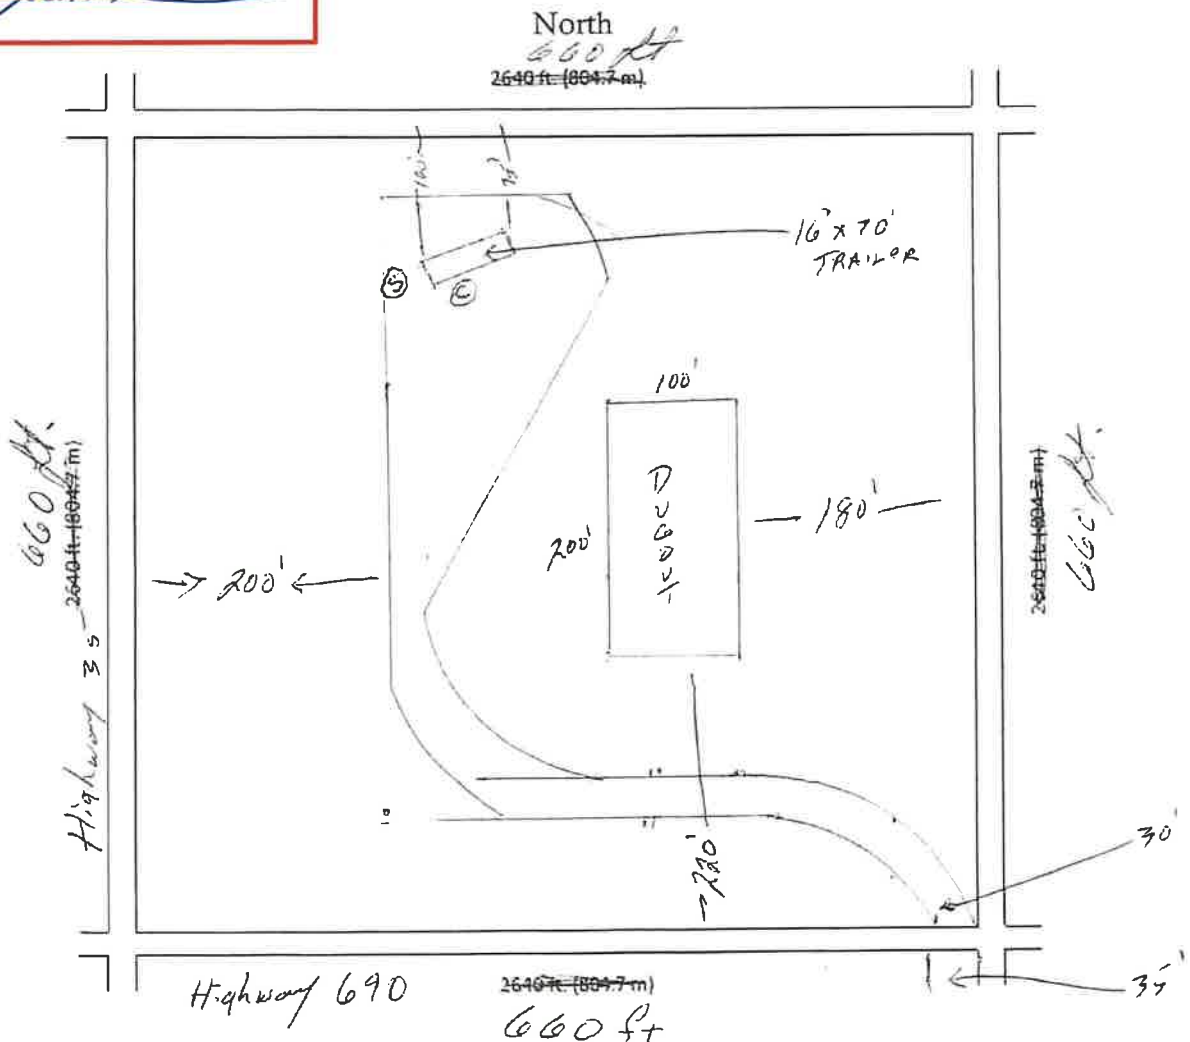 North
660 ft
2640 ft. (804.7 m)
75'
16' x 70'
TRAILER
S
C
100'
DUGOUT
200'
180'
200'
660 ft.
2640 ft. (804.7 m)
Highway 35
2640 ft. (804.7 m)
660 ft.
220'
30'
35'
Highway 690
2640 ft. (804.7 m)
660 ft